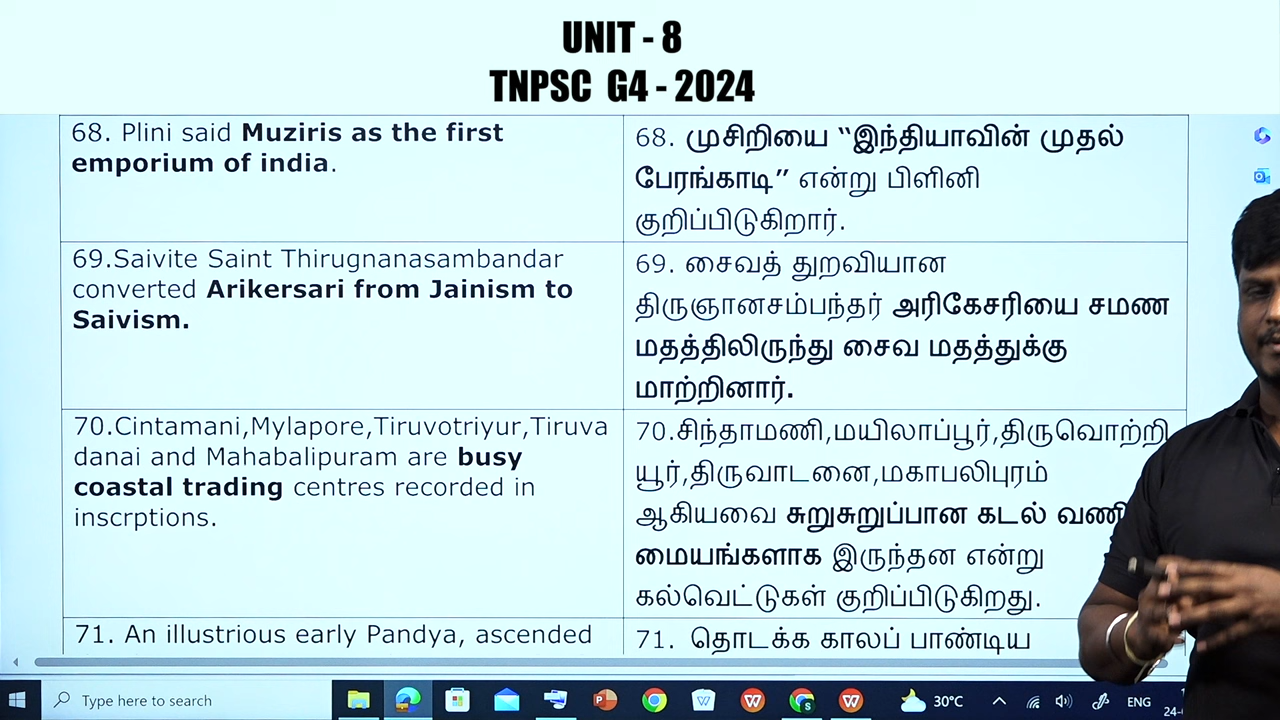 UNIT - 8
TNPSC G4 - 2024
68. Plini said Muziris as the first
emporium of india.
68. முசிறியை “இந்தியாவின் முதல்
பேரங்காடி” என்று பிளினி
குறிப்பிடுகிறார்.
69.Saivite Saint Thirugnanasambandar
converted Arikersari from Jainism to
Saivism.
69. சைவத் துறவியான
திருஞானசம்பந்தர் அரிகேசரியை சமண
மதத்திலிருந்து சைவ மதத்துக்கு
மாற்றினார்.
70.Cintamani,Mylapore,Tiruvotriyur,Tiruva
danai and Mahabalipuram are busy
coastal trading centres recorded in
inscrptions.
70.சிந்தாமணி,மயிலாப்பூர்,திருவொற்றி
யூர்,திருவாடனை,மகாபலிபுரம்
ஆகியவை சுறுசுறுப்பான கடல்
மையங்களாக இருந்தன என்று
கல்வெட்டுகள் குறிப்பிடுகிறது.
71. An illustrious early Pandya, ascended
71. தொடக்க காலப் பாண்டிய
Type here to search
30°C
ENG